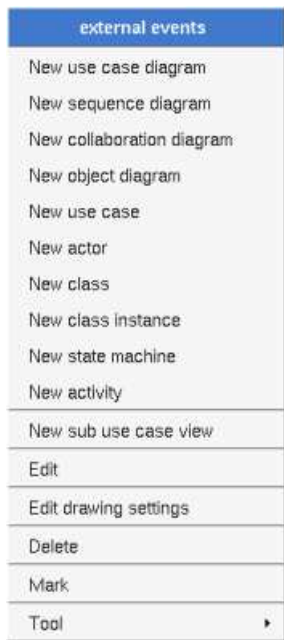 external events
New use case diagram
New sequence diagram
New collaboration diagram
New object diagram
New use case
New actor
New class
New class instance
New state machine
New activity
New sub use case view
Edit
Edit drawing settings
Delete
Mark
Tool